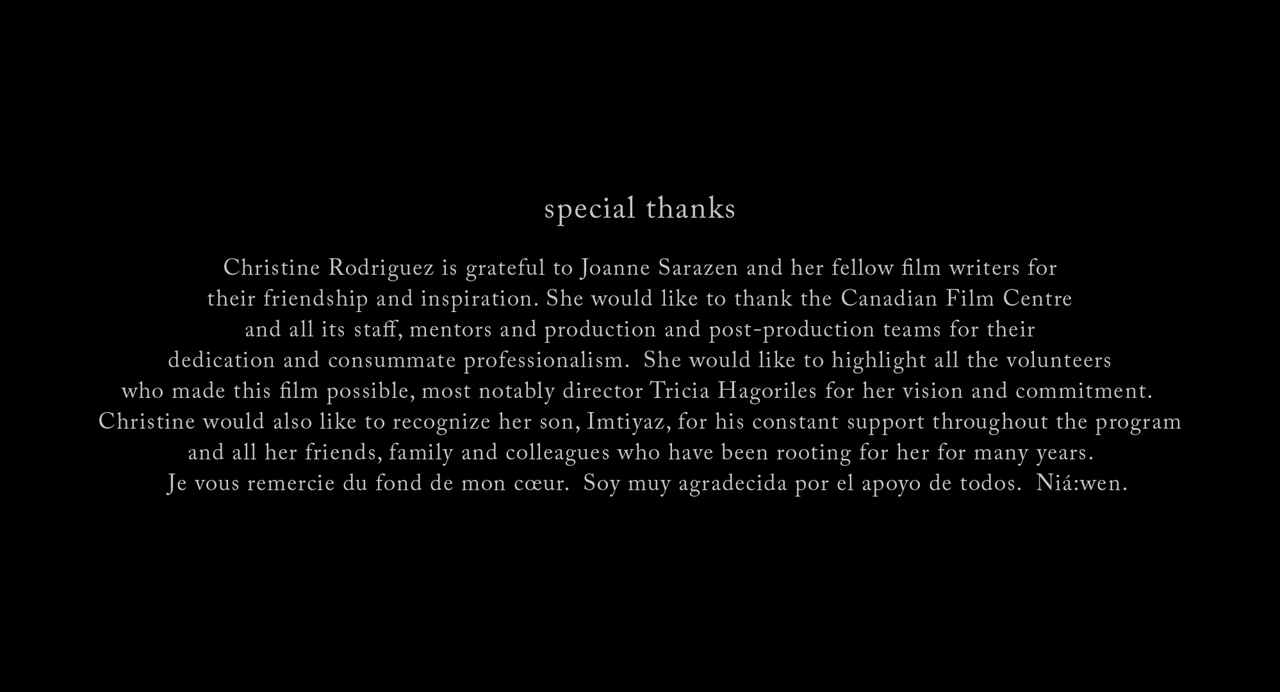 special thanks
Christine Rodriguez is grateful to Joanne Sarazen and her fellow film writers for
their friendship and inspiration. She would like to thank the Canadian Film Centre
and all its staff, mentors and production and post-production teams for their
dedication and consummate professionalism.  She would like to highlight all the volunteers
who made this film possible, most notably director Tricia Hagoriles for her vision and commitment.
Christine would also like to recognize her son, Imtiyaz, for his constant support throughout the program
and all her friends, family and colleagues who have been rooting for her for many years.
Je vous remercie du fond de mon cœur.  Soy muy agradecida por el apoyo de todos.  Niá:wen.